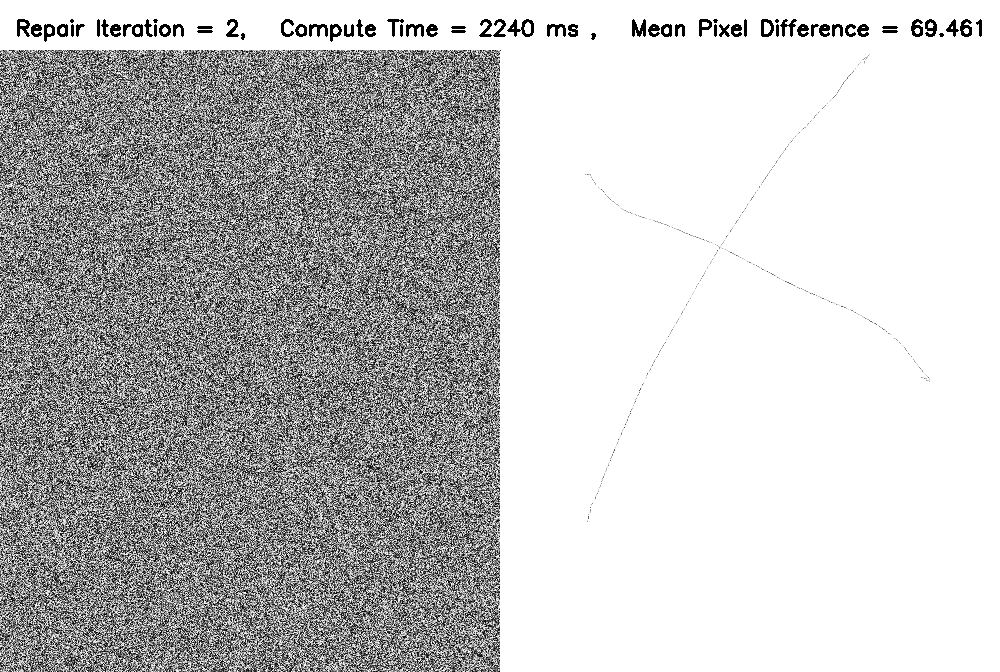 Repair Iteration = 2, Compute Time = 2240 ms , Mean Pixel Difference = 69.461